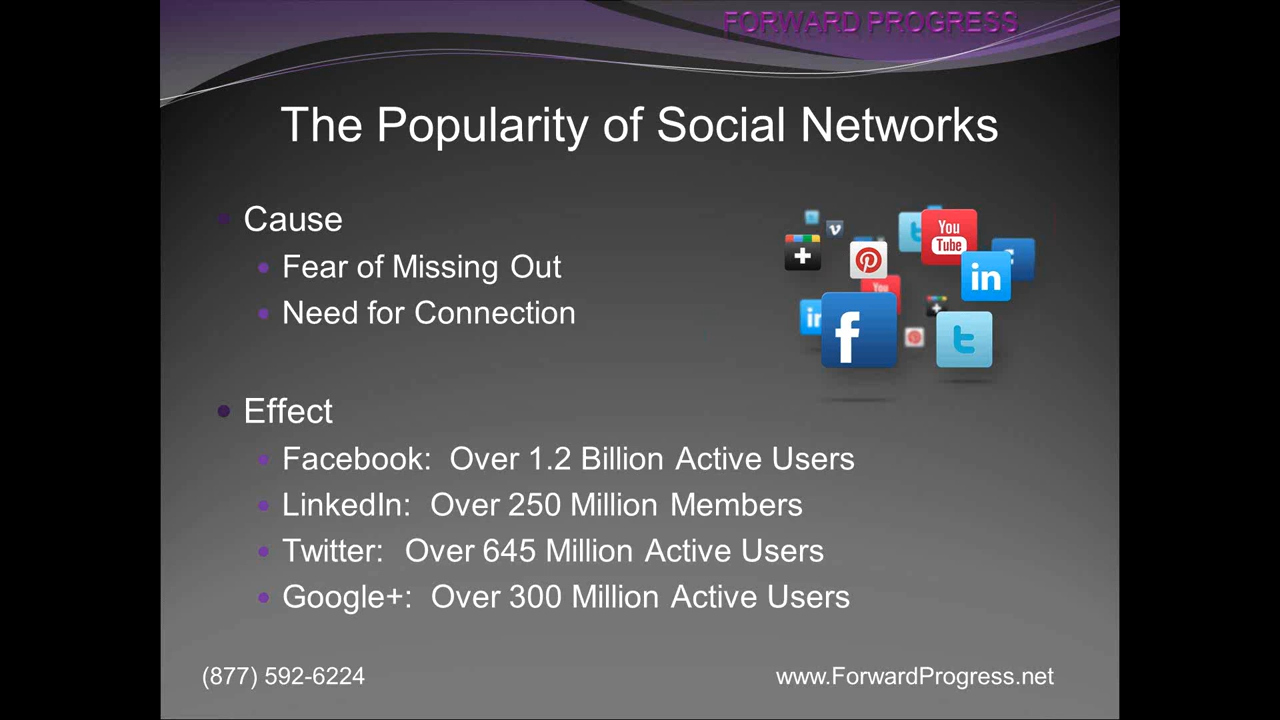 FORWARD PROGRESS
The Popularity of Social Networks
Cause
Fear of Missing Out
Need for Connection
You
Tube
in
You
in
f
t
Effect
Facebook: Over 1.2 Billion Active Users
LinkedIn: Over 250 Million Members
Twitter: Over 645 Million Active Users
Google+: Over 300 Million Active Users
(877) 592-6224
www.ForwardProgress.net